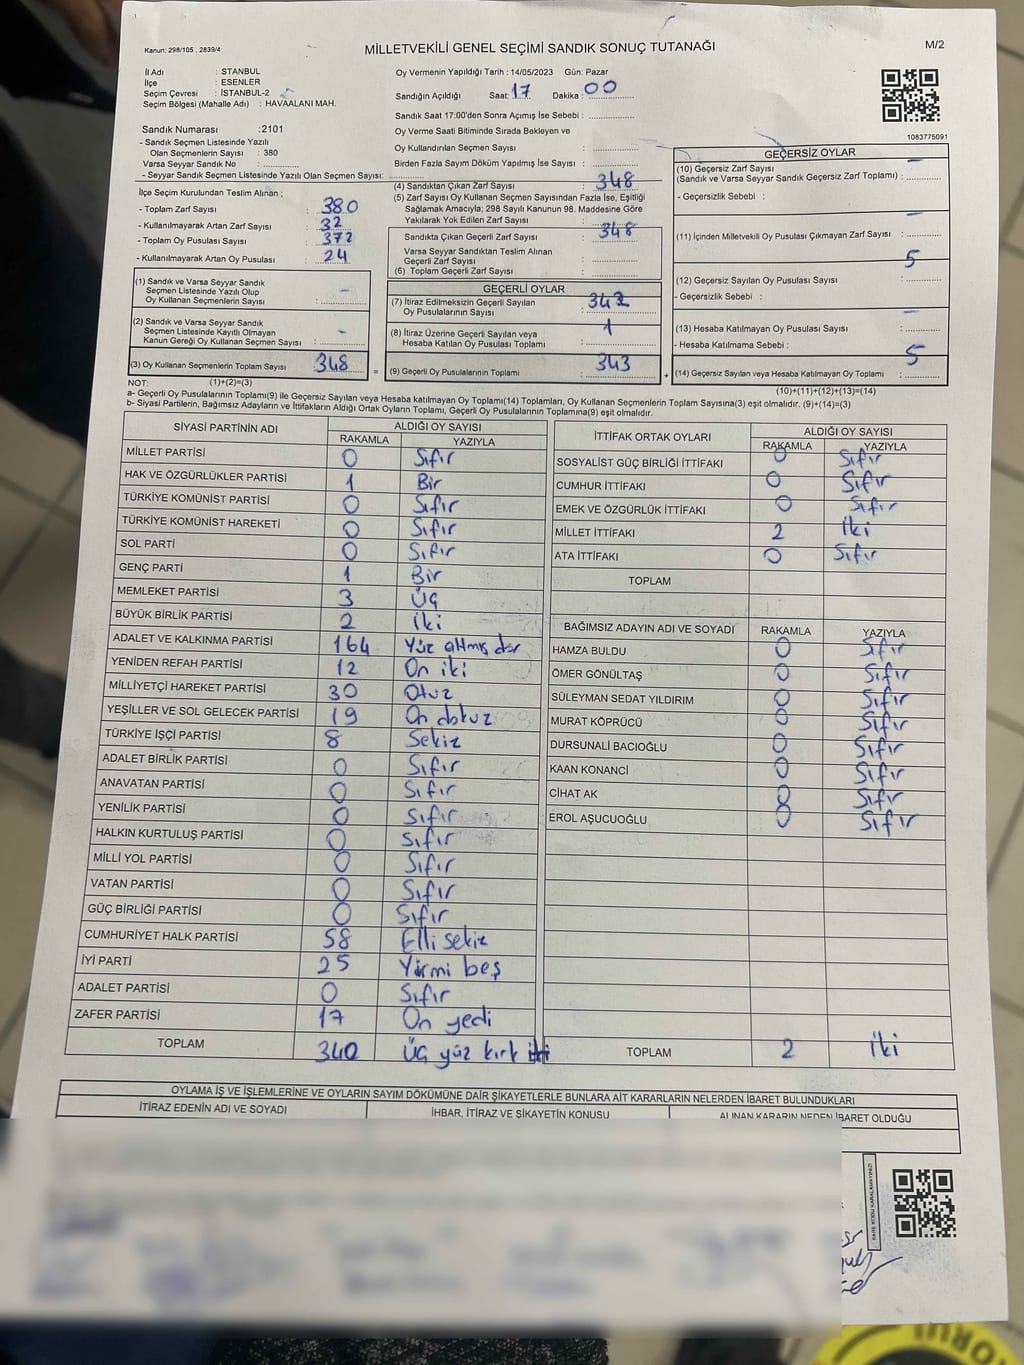 Kanun: 298/105 , 2839/4
MİLLETVEKİLİ GENEL SEÇİMİ SANDIK SONUÇ TUTANAĞI
M/2
İl Adı : STANBUL
İlçe : ESENLER
Seçim Çevresi : İSTANBUL-2
Seçim Bölgesi (Mahalle Adı) : HAVAALANI MAH.
Oy Vermenin Yapıldığı Tarih : 14/05/2023 Gün: Pazar
Sandığın Açıldığı Saat: 17 Dakika : 00
Sandık Saat 17:00'den Sonra Açımış İse Sebebi :
Oy Verme Saati Bitiminde Sırada Bekleyen ve
Oy Kullandırılan Seçmen Sayısı :
Birden Fazla Sayım Döküm Yapılmış İse Sayısı :
1083775091
Sandık Numarası :2101
- Sandık Seçmen Listesinde Yazılı
Olan Seçmenlerin Sayısı : 380
Varsa Seyyar Sandık No :
- Seyyar Sandık Seçmen Listesinde Yazılı Olan Seçmen Sayısı:
İlçe Seçim Kurulundan Teslim Alınan ;
- Toplam Zarf Sayısı : 380
- Kullanılmayarak Artan Zarf Sayısı : 32
- Toplam Oy Pusulası Sayısı : 372
- Kullanılmayarak Artan Oy Pusulası : 24
(1) Sandık ve Varsa Seyyar Sandık
Seçmen Listesinde Yazılı Olup
Oy Kullanan Seçmenlerin Sayısı : -
(2) Sandık ve Varsa Seyyar Sandık
Seçmen Listesinde Kayıtlı Olmayan
Kanun Gereği Oy Kullanan Seçmen Sayısı : -
(3) Oy Kullanan Seçmenlerin Toplam Sayısı : 348
=
(4) Sandıktan Çıkan Zarf Sayısı : 348
(5) Zarf Sayısı Oy Kullanan Seçmen Sayısından Fazla İse, Eşitliği
Sağlamak Amacıyla; 298 Sayılı Kanunun 98. Maddesine Göre
Yakılarak Yok Edilen Zarf Sayısı :
Sandıkta Çıkan Geçerli Zarf Sayısı : 348
Varsa Seyyar Sandıktan Teslim Alınan
Geçerli Zarf Sayısı :
(6) Toplam Geçerli Zarf Sayısı :
GEÇERLİ OYLAR
(7) İtiraz Edilmeksizin Geçerli Sayılan
Oy Pusulalarının Sayısı : 342
(8) İtiraz Üzerine Geçerli Sayılan veya
Hesaba Katılan Oy Pusulası Toplamı : 1
(9) Geçerli Oy Pusulalarının Toplamı : 343
+
GEÇERSİZ OYLAR
(10) Geçersiz Zarf Sayısı
(Sandık ve Varsa Seyyar Sandık Geçersiz Zarf Toplamı) : -
- Geçersizlik Sebebi :
(11) İçinden Milletvekili Oy Pusulası Çıkmayan Zarf Sayısı : -
(12) Geçersiz Sayılan Oy Pusulası Sayısı : 5
- Geçersizlik Sebebi :
(13) Hesaba Katılmayan Oy Pusulası Sayısı : -
- Hesaba Katılmama Sebebi :
(14) Geçersiz Sayılan veya Hesaba Katılmayan Oy Toplamı : 5
NOT: (1)+(2)=(3)
(10)+(11)+(12)+(13)=(14)
a- Geçerli Oy Pusulalarının Toplamı(9) ile Geçersiz Sayılan veya Hesaba katılmayan Oy Toplamı(14) Toplamları, Oy Kullanan Seçmenlerin Toplam Sayısına(3) eşit olmalıdır. (9)+(14)=(3)
b- Siyasi Partilerin, Bağımsız Adayların ve İttifakların Aldığı Ortak Oyların Toplamı, Geçerli Oy Pusulalarının Toplamına(9) eşit olmalıdır.
SİYASİ PARTİNİN ADI ALDIĞI OY SAYISI
RAKAMLA YAZIYLA
MİLLET PARTİSİ 0 Sıfır
HAK VE ÖZGÜRLÜKLER PARTİSİ 1 Bir
TÜRKİYE KOMÜNİST PARTİSİ 0 Sıfır
TÜRKİYE KOMÜNİST HAREKETİ 0 Sıfır
SOL PARTİ 0 Sıfır
GENÇ PARTİ 1 Bir
MEMLEKET PARTİSİ 3 Üç
BÜYÜK BİRLİK PARTİSİ 2 İki
ADALET VE KALKINMA PARTİSİ 164 Yüz altmış dör
YENİDEN REFAH PARTİSİ 12 On iki
MİLLİYETÇİ HAREKET PARTİSİ 30 Otuz
YEŞİLLER VE SOL GELECEK PARTİSİ 19 On dokuz
TÜRKİYE İŞÇİ PARTİSİ 8 Sekiz
ADALET BİRLİK PARTİSİ 0 Sıfır
ANAVATAN PARTİSİ 0 Sıfır
YENİLİK PARTİSİ 0 Sıfır
HALKIN KURTULUŞ PARTİSİ 0 Sıfır
MİLLİ YOL PARTİSİ 0 Sıfır
VATAN PARTİSİ 0 Sıfır
GÜÇ BİRLİĞİ PARTİSİ 0 Sıfır
CUMHURİYET HALK PARTİSİ 58 Elli sekiz
İYİ PARTİ 25 Yirmi beş
ADALET PARTİSİ 0 Sıfır
ZAFER PARTİSİ 17 On yedi
TOPLAM 340 Üç yüz kırk
İTTİFAK ORTAK OYLARI ALDIĞI OY SAYISI
RAKAMLA YAZIYLA
SOSYALİST GÜÇ BİRLİĞİ İTTİFAKI 0 Sıfır
CUMHUR İTTİFAKI 0 Sıfır
EMEK VE ÖZGÜRLÜK İTTİFAKI 0 Sıfır
MİLLET İTTİFAKI 2 İki
ATA İTTİFAKI 0 Sıfır
TOPLAM
BAĞIMSIZ ADAYIN ADI VE SOYADI RAKAMLA YAZIYLA
HAMZA BULDU 0 Sıfır
ÖMER GÖNÜLTAŞ 0 Sıfır
SÜLEYMAN SEDAT YILDIRIM 0 Sıfır
MURAT KÖPRÜCÜ 0 Sıfır
DURSUNALİ BACIOĞLU 0 Sıfır
KAAN KONANCİ 0 Sıfır
CİHAT AK 0 Sıfır
EROL AŞUCUOĞLU 0 Sıfır
TOPLAM 2 İki
OYLAMA İŞ VE İŞLEMLERİNE VE OYLARIN SAYIM DÖKÜMÜNE DAİR ŞİKAYETLERLE BUNLARA AİT KARARLARIN NELERDEN İBARET BULUNDUKLARI
İTİRAZ EDENİN ADI VE SOYADI İHBAR, İTİRAZ VE ŞİKAYETİN KONUSU ALINAN KARARIN NEDEN İBARET OLDUĞU